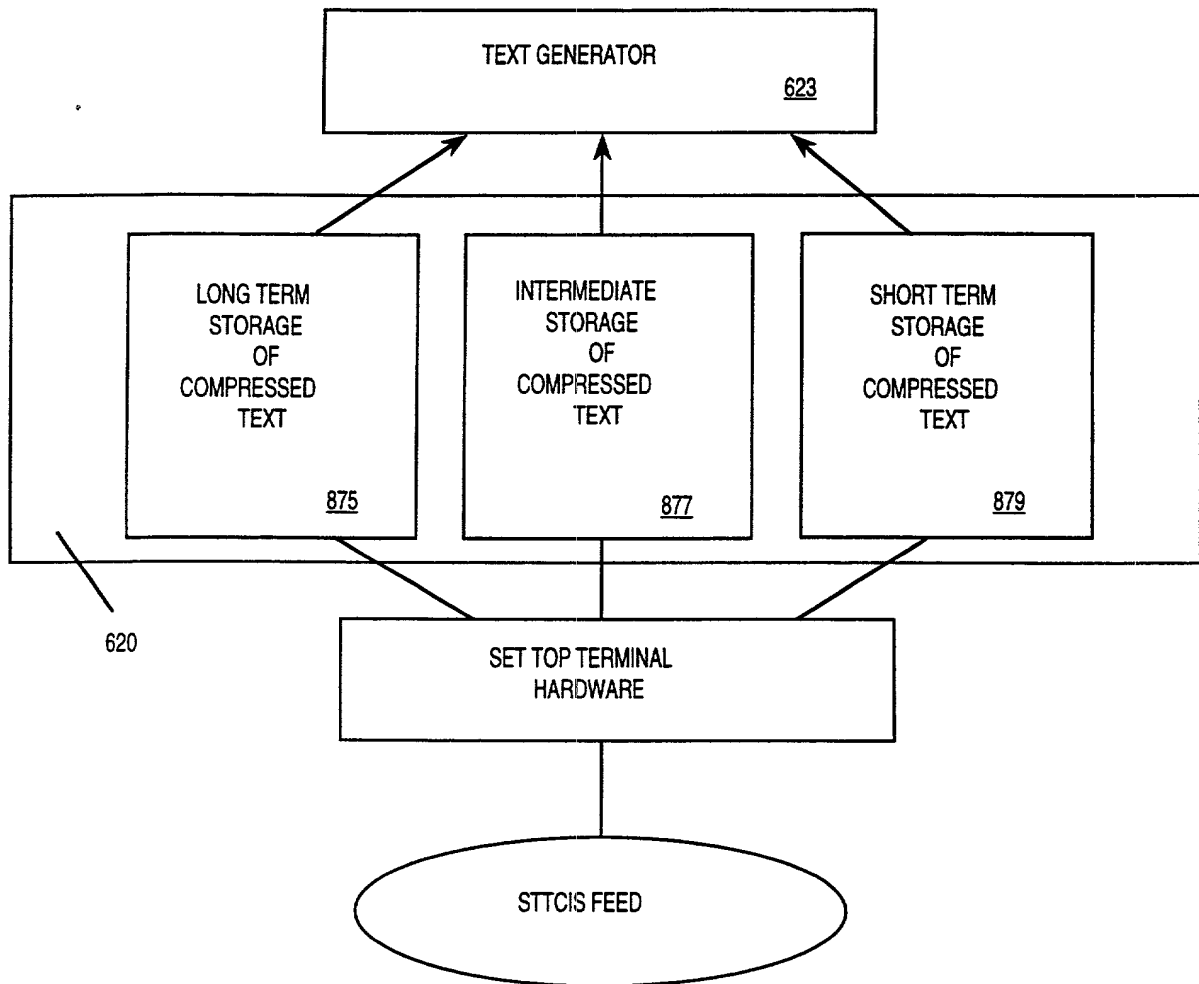 TEXT GENERATOR
623
LONG TERM
STORAGE
OF
COMPRESSED
TEXT
875
INTERMEDIATE
STORAGE
OF
COMPRESSED
TEXT
877
SHORT TERM
STORAGE
OF
COMPRESSED
TEXT
879
620
SET TOP TERMINAL
HARDWARE
STTCIS FEED